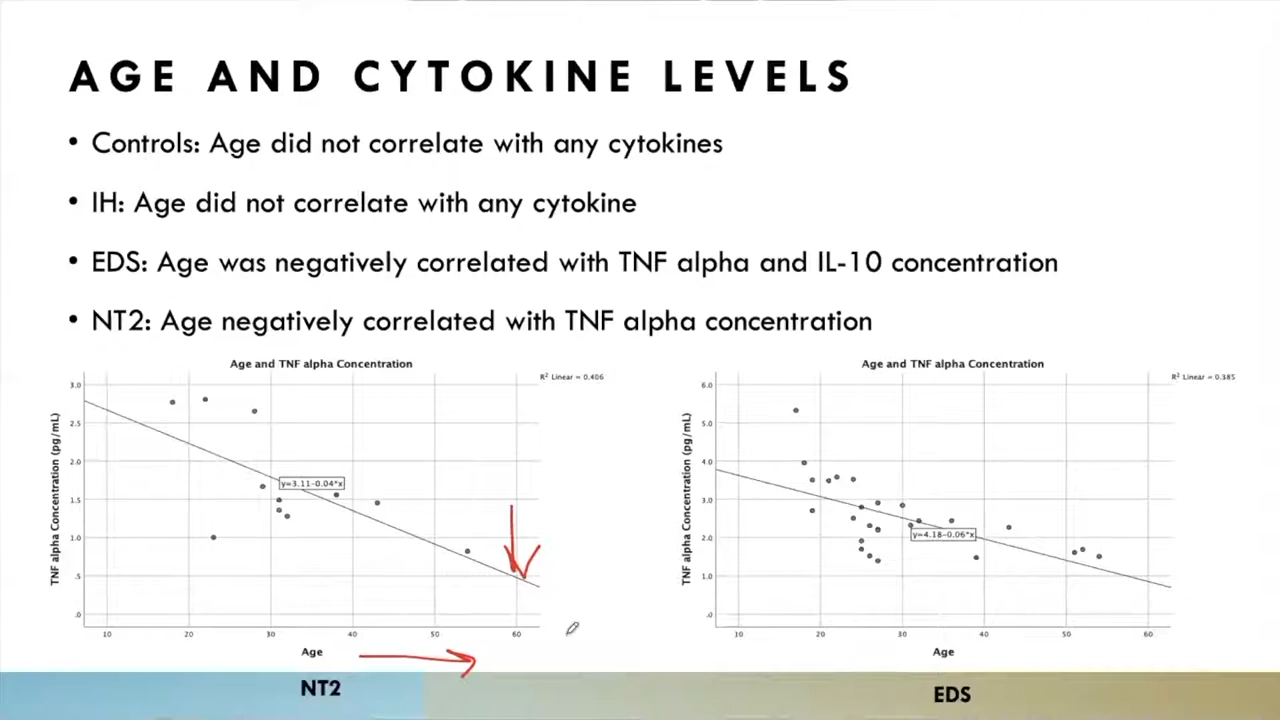 AGE AND CYTOKINE LEVELS
• Controls: Age did not correlate with any cytokines
• IH: Age did not correlate with any cytokine
• EDS: Age was negatively correlated with TNF alpha and IL-10 concentration
• NT2: Age negatively correlated with TNF alpha concentration
Age and TNF alpha Concentration
R² Linear = 0.406
TNF alpha Concentration (pg/mL)
3.0
2.5
2.0
1.5
1.0
.5
.0
y=3.11-0.04*x
10 20 30 40 50 60
Age
NT2
Age and TNF alpha Concentration
R² Linear = 0.385
TNF alpha Concentration (pg/mL)
6.0
5.0
4.0
3.0
2.0
1.0
.0
y=4.18-0.06*x
10 20 30 40 50 60
Age
EDS